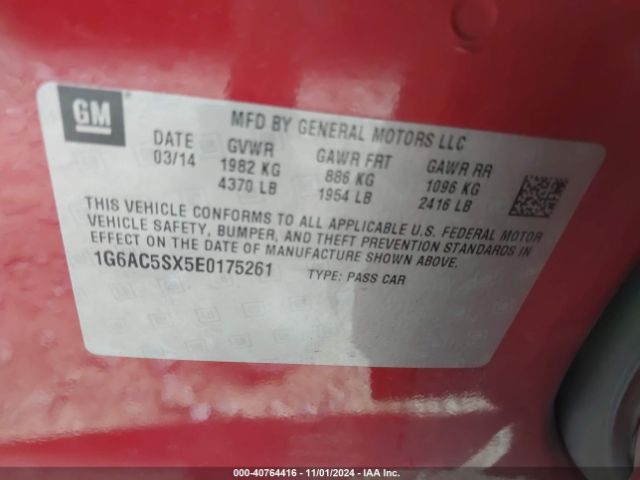 GM
MFD BY GENERAL MOTORS LLC
DATE GVWR GAWR FRT GAWR RR
03/14 1982 KG 886 KG 1096 KG
4370 LB 1954 LB 2416 LB
THIS VEHICLE CONFORMS TO ALL APPLICABLE U.S. FEDERAL MOTOR
VEHICLE SAFETY, BUMPER, AND THEFT PREVENTION STANDARDS IN
EFFECT ON THE DATE OF MANUFACTURE SHOWN ABOVE.
1G6AC5SX5E0175261 TYPE: PASS CAR
000-40764416 - 11/01/2024 - IAA Inc.